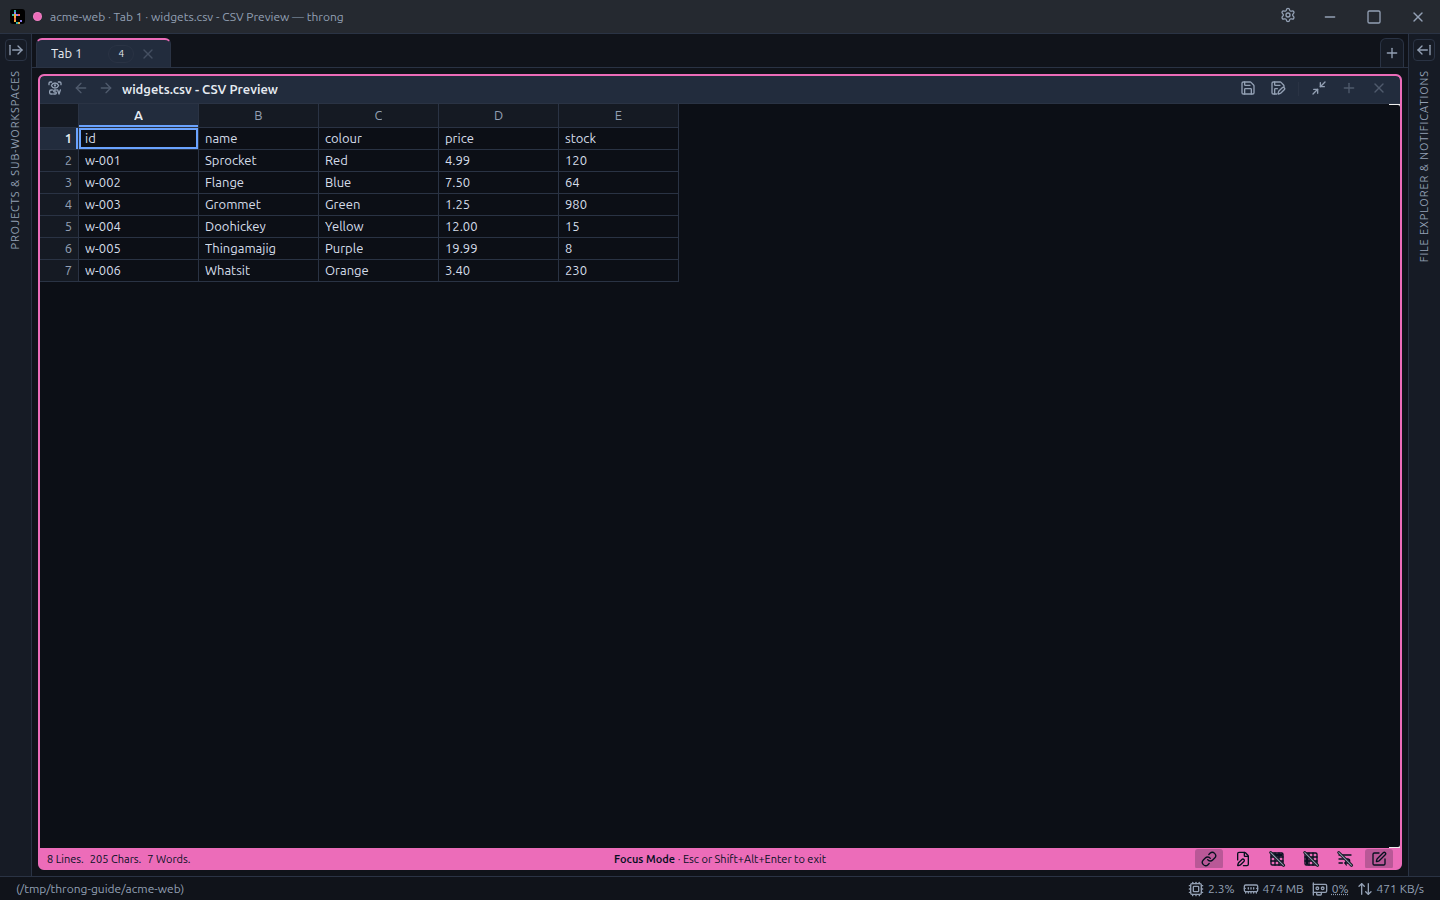 acme-web · Tab 1 · widgets.csv - CSV Preview — throng
Tab 1 4
PROJECTS & SUB-WORKSPACES
FILE EXPLORER & NOTIFICATIONS
CSV
widgets.csv - CSV Preview
A B C D E
1 id name colour price stock
2 w-001 Sprocket Red 4.99 120
3 w-002 Flange Blue 7.50 64
4 w-003 Grommet Green 1.25 980
5 w-004 Doohickey Yellow 12.00 15
6 w-005 Thingamajig Purple 19.99 8
7 w-006 Whatsit Orange 3.40 230
8 Lines. 205 Chars. 7 Words.
Focus Mode · Esc or Shift+Alt+Enter to exit
(/tmp/throng-guide/acme-web)
2.3% 474 MB 0% 471 KB/s